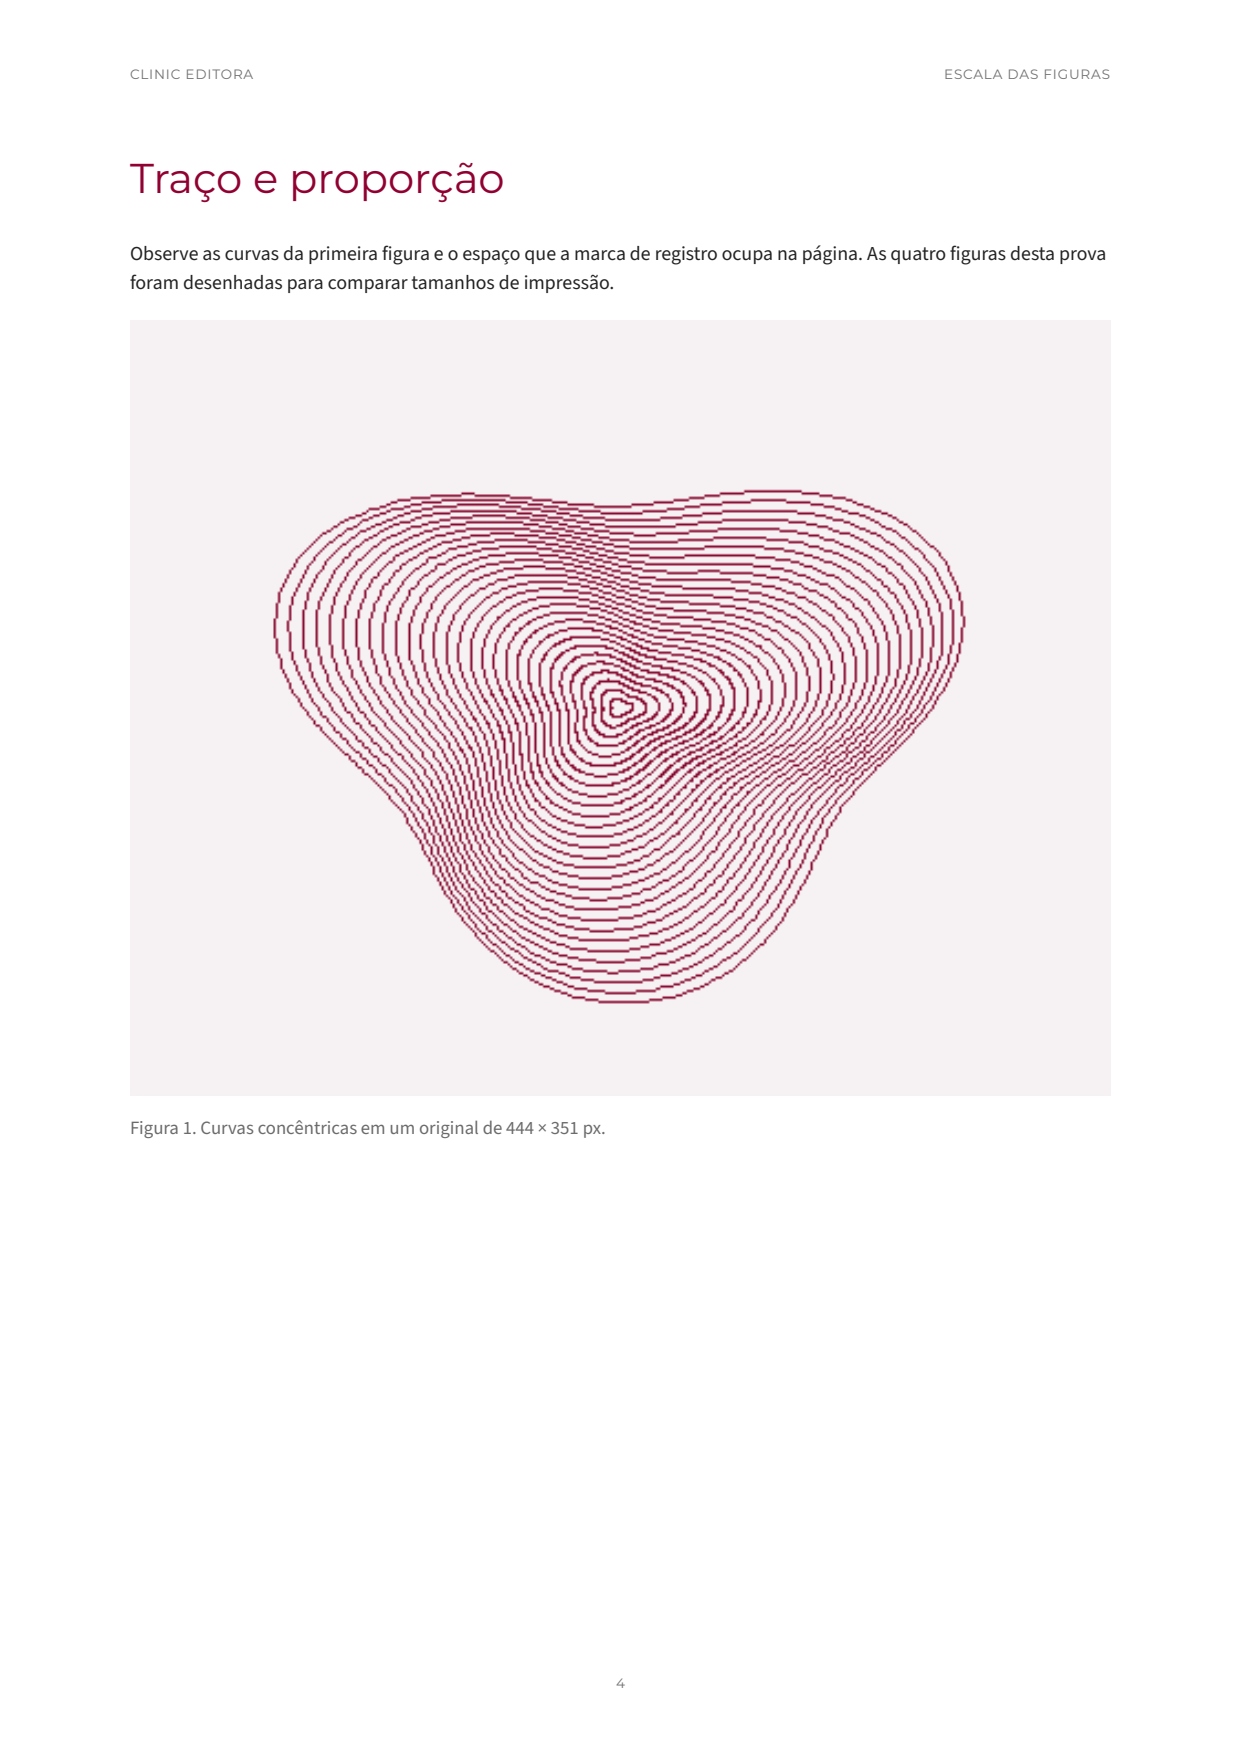 CLINIC EDITORA
ESCALA DAS FIGURAS
Traço e proporção
Observe as curvas da primeira figura e o espaço que a marca de registro ocupa na página. As quatro figuras desta prova
foram desenhadas para comparar tamanhos de impressão.
Figura 1. Curvas concêntricas em um original de 444 × 351 px.
4